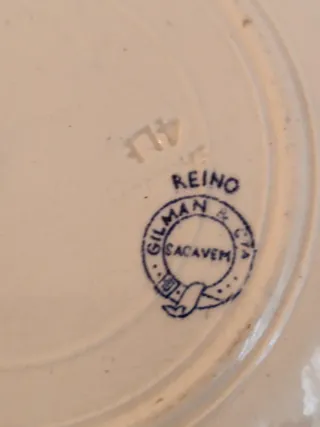 REINO
GILMAN & CTA
SACAVEM